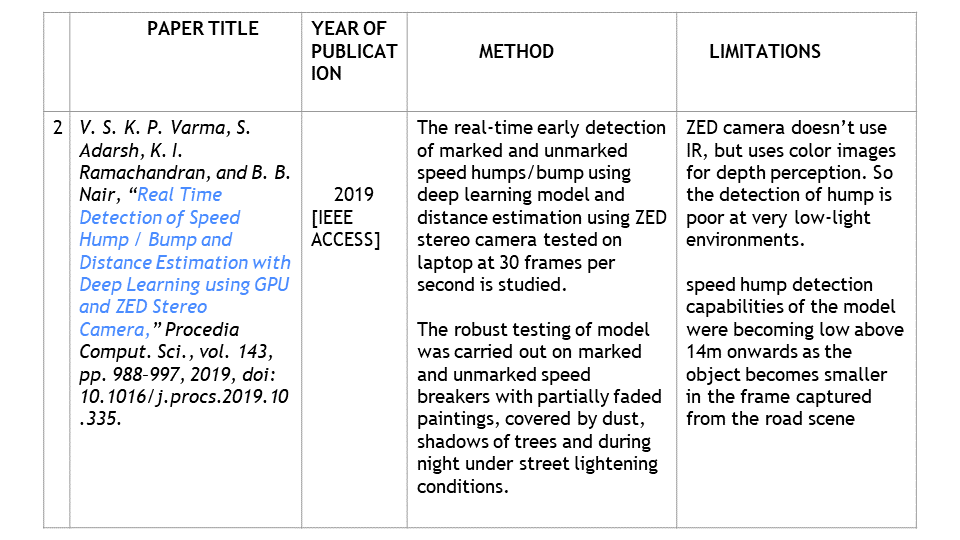 PAPER TITLE
YEAR OF
PUBLICAT
ION
METHOD
LIMITATIONS
2
V. S. K. P. Varma, S.
Adarsh, K. I.
Ramachandran, and B. B.
Nair, “Real Time
Detection of Speed
Hump / Bump and
Distance Estimation with
Deep Learning using GPU
and ZED Stereo
Camera,” Procedia
Comput. Sci., vol. 143,
pp. 988–997, 2019, doi:
10.1016/j.procs.2019.10
.335.
2019
[IEEE
ACCESS]
The real-time early detection
of marked and unmarked
speed humps/bump using
deep learning model and
distance estimation using ZED
stereo camera tested on
laptop at 30 frames per
second is studied.
The robust testing of model
was carried out on marked
and unmarked speed
breakers with partially faded
paintings, covered by dust,
shadows of trees and during
night under street lightening
conditions.
ZED camera doesn’t use
IR, but uses color images
for depth perception. So
the detection of hump is
poor at very low-light
environments.
speed hump detection
capabilities of the model
were becoming low above
14m onwards as the
object becomes smaller
in the frame captured
from the road scene